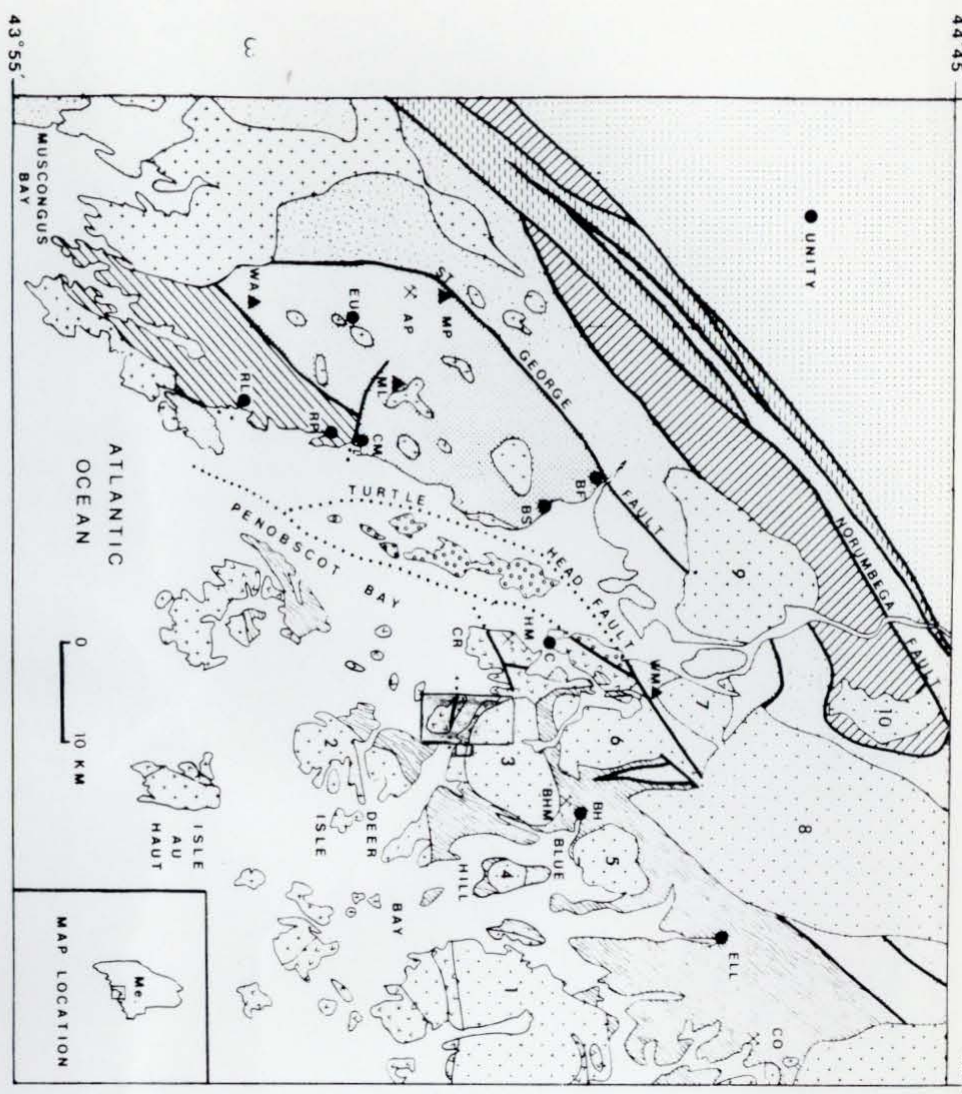 44°45
43°55'
3
UNITY
MUSCONGUS
BAY
ST.
GEORGE
FAULT
NORUMBEGA
FAULT
WA
EU
AP
MP
ML
RL
RP
CM
BS
BF
TURTLE
HEAD
FAULT
PENOBSCOT
BAY
ATLANTIC
OCEAN
9
10
HM
C
CR
WM
7
6
8
3
2
BHM
BH
BLUE
HILL
BAY
5
4
1
DEER
ISLE
ISLE
AU
HAUT
ELL
CO
0
10 KM
Me.
MAP LOCATION